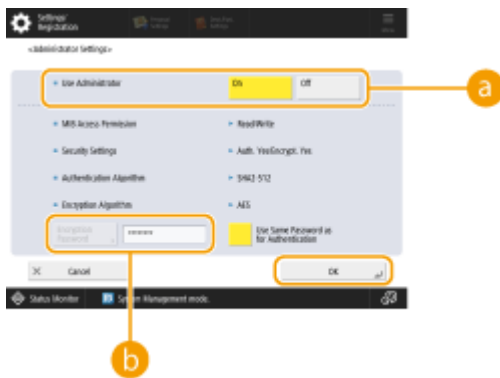 Settings/
Registration
<Administrator Settings>
Use Administrator
On
Off
a
MIB Access Permission
Read/Write
Security Settings
Auth. Yes/Encrypt. Yes
Authentication Algorithm
SHA2-512
Encryption Algorithm
AES
Encryption
Password
*******
Use Same Password as
for Authentication
Cancel
OK
Status Monitor
System Management mode.
b